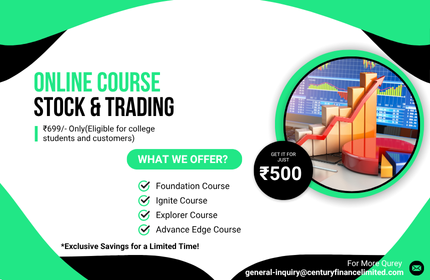 ONLINE COURSE
STOCK & TRADING
₹699/- Only(Eligible for college
students and customers)
WHAT WE OFFER?
Foundation Course
Ignite Course
Explorer Course
Advance Edge Course
GET IT FOR
JUST
₹500
*Exclusive Savings for a Limited Time!
For More Qurey
general-inquiry@centuryfinancelimited.com